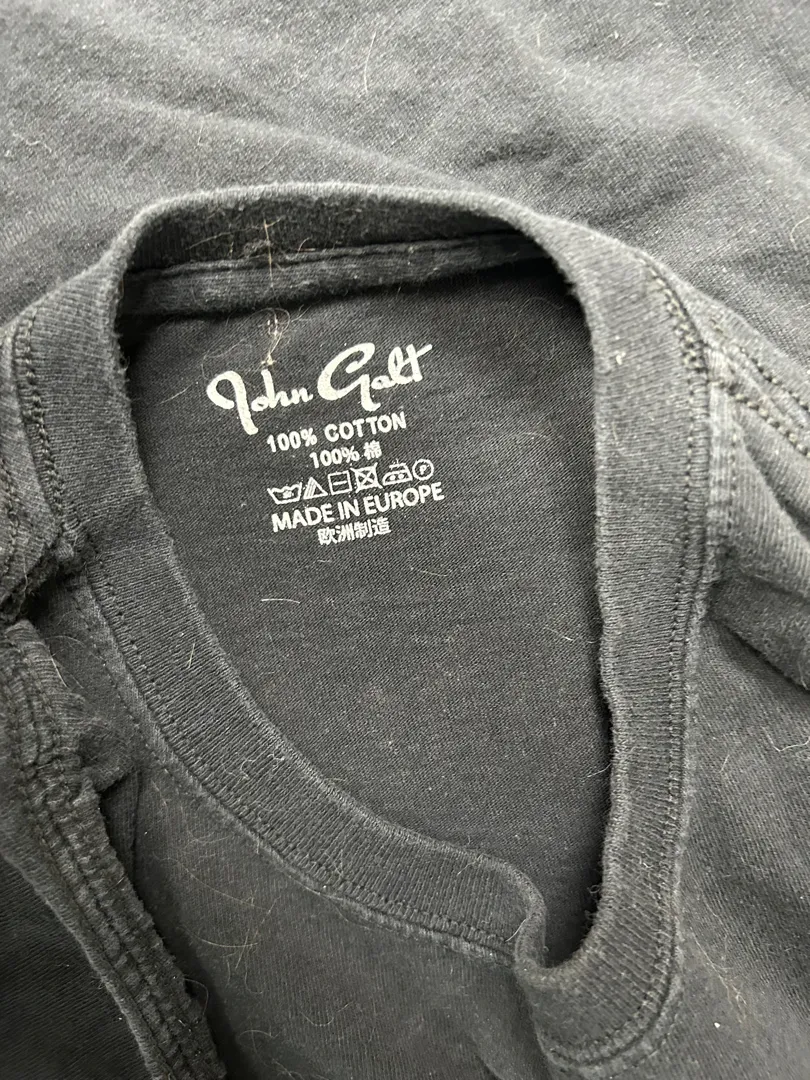 John Galt
100% COTTON
100% 棉
P
MADE IN EUROPE
欧洲制造